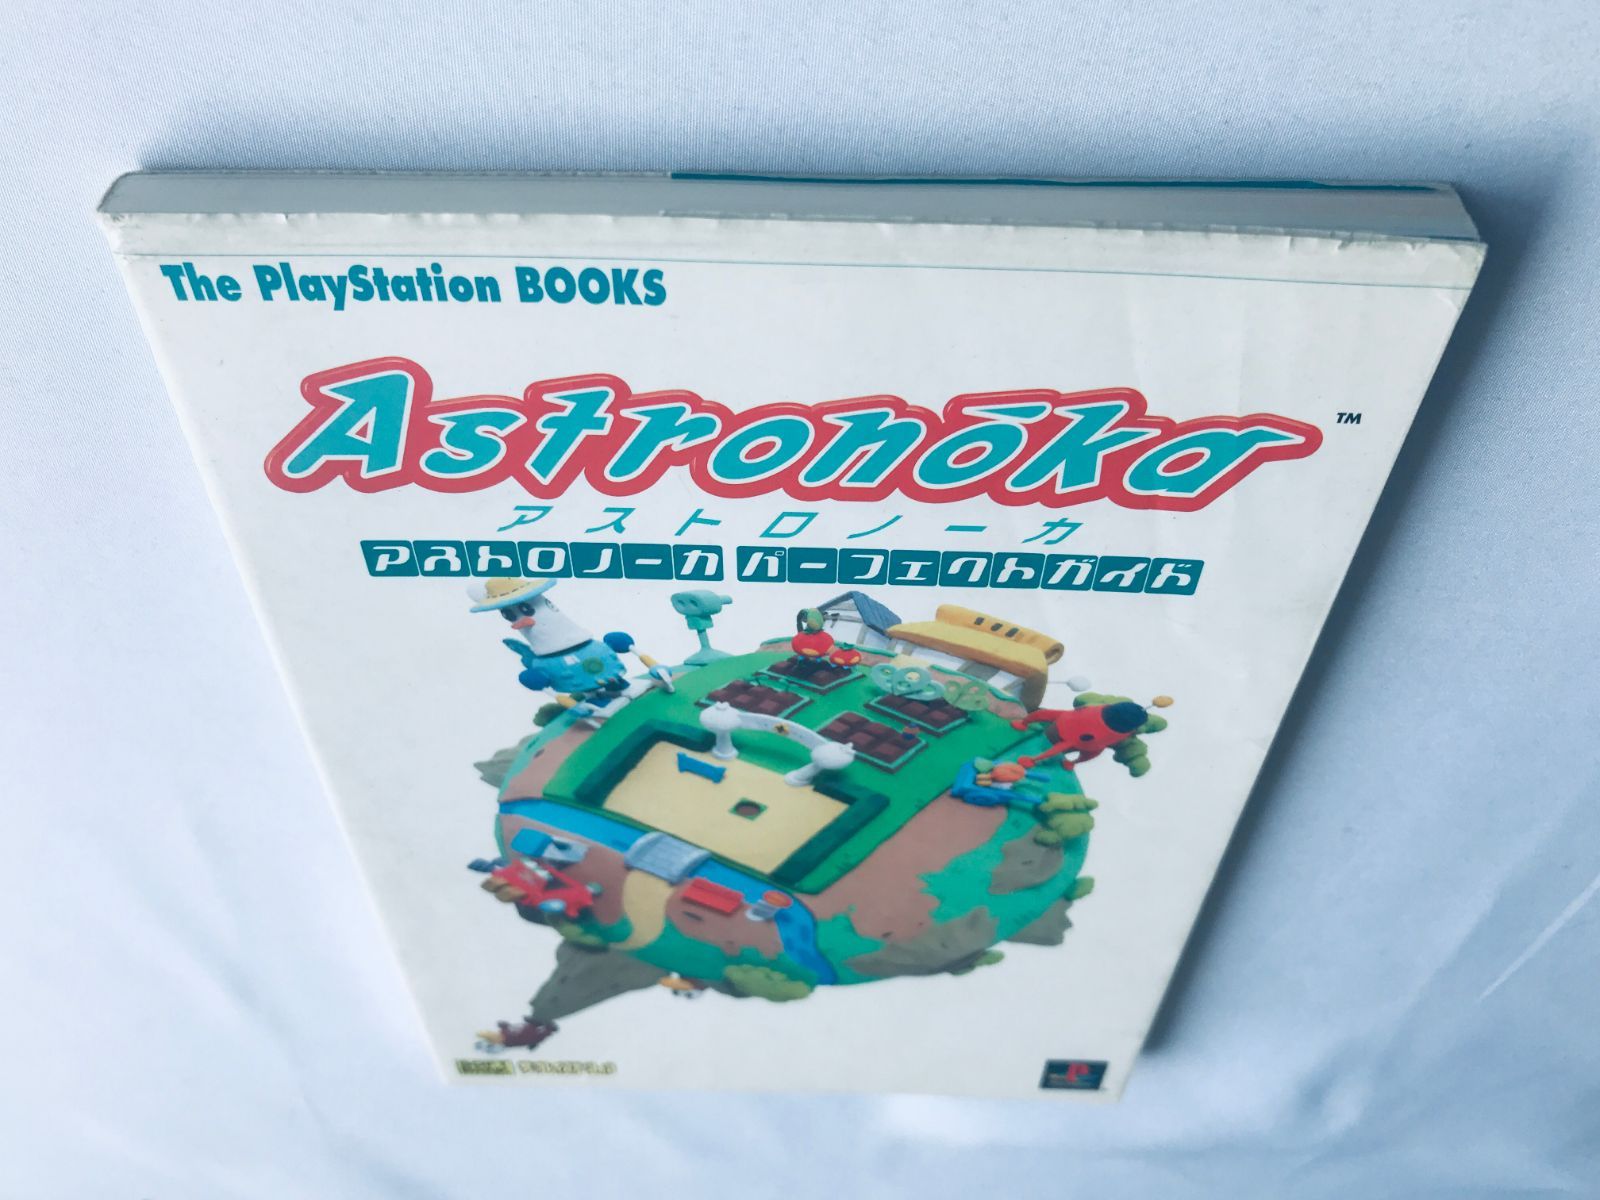 The PlayStation BOOKS
Astronōka ™
アストロノーカ
アストロノーカ パーフェクトガイド